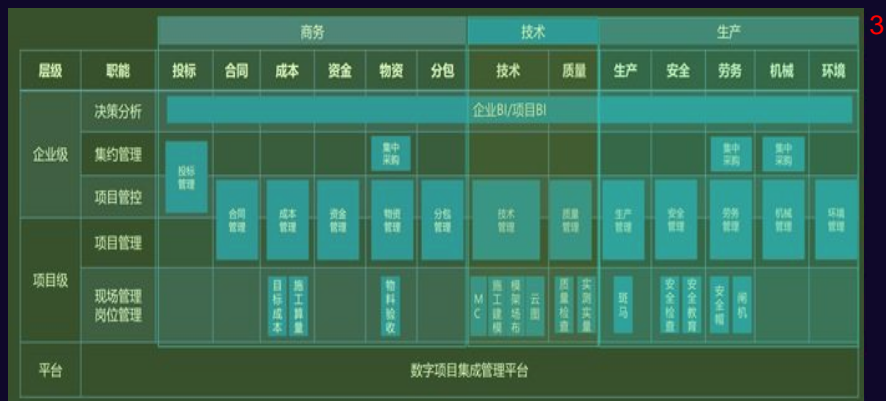 商务 技术 生产
3
层级 职能 投标 合同 成本 资金 物资 分包 技术 质量 生产 安全 劳务 机械 环境
企业级
决策分析 企业BI/项目BI
集约管理 集中采购 集中采购 集中采购
投标管理
项目管控
合同管理 成本管理 资金管理 物资管理 分包管理 技术管理 质量管理 生产管理 安全管理 劳务管理 机械管理 环境管理
项目级
项目管理
现场管理
岗位管理
目标成本 施工算量 物料验收 MC 施工建模 模架场布 云图 质量检查 实测实量 斑马 安全检查 安全教育 安全帽 闸机
平台 数字项目集成管理平台